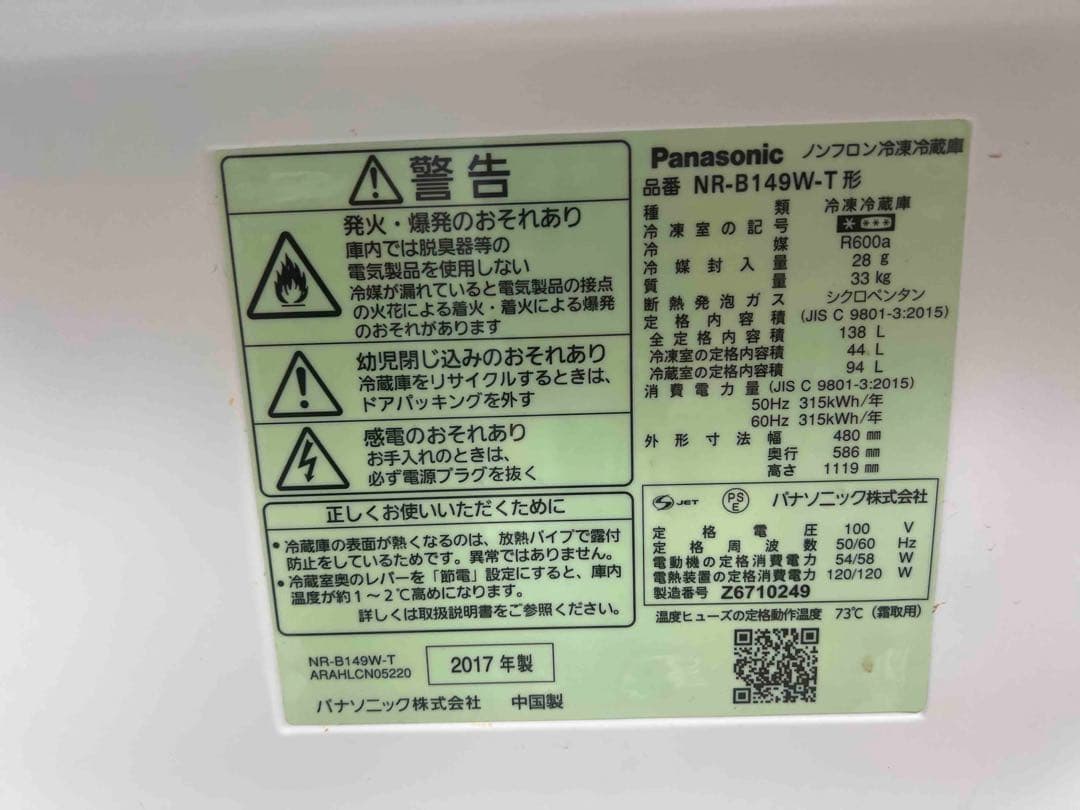 警告
発火・爆発のおそれあり
庫内では脱臭器等の
電気製品を使用しない
冷媒が漏れていると電気製品の接点
の火花による着火・着火による爆発
のおそれがあります
幼児閉じ込みのおそれあり
冷蔵庫をリサイクルするときは、
ドアパッキングを外す
感電のおそれあり
お手入れのときは、
必ず電源プラグを抜く
正しくお使いいただくために
•冷蔵庫の表面が熱くなるのは、放熱パイプで露付
防止をしているためです。異常ではありません。
•冷蔵室奥のレバーを「節電」設定にすると、庫内
温度が約1〜2℃高めになります。
詳しくは取扱説明書をご参照ください。
NR-B149W-T
ARAHLCN05220
2017年製
パナソニック株式会社 中国製
Panasonic ノンフロン冷凍冷蔵庫
品番 NR-B149W-T形
種類 冷凍冷蔵庫
冷凍室の記号 * ***
冷媒 R600a
冷媒封入量 28 g
質量 33 kg
断熱発泡ガス シクロペンタン
定格内容積 (JIS C 9801-3:2015)
全定格内容積 138 L
冷凍室の定格内容積 44 L
冷蔵室の定格内容積 94 L
消費電力量 (JIS C 9801-3:2015)
50Hz 315kWh/年
60Hz 315kWh/年
外形寸法 幅 480 mm
奥行 586 mm
高さ 1119 mm
S JET PS E パナソニック株式会社
定格電圧 100 V
定格周波数 50/60 Hz
電動機の定格消費電力 54/58 W
電熱装置の定格消費電力 120/120 W
製造番号 Z6710249
温度ヒューズの定格動作温度 73℃(霜取用)